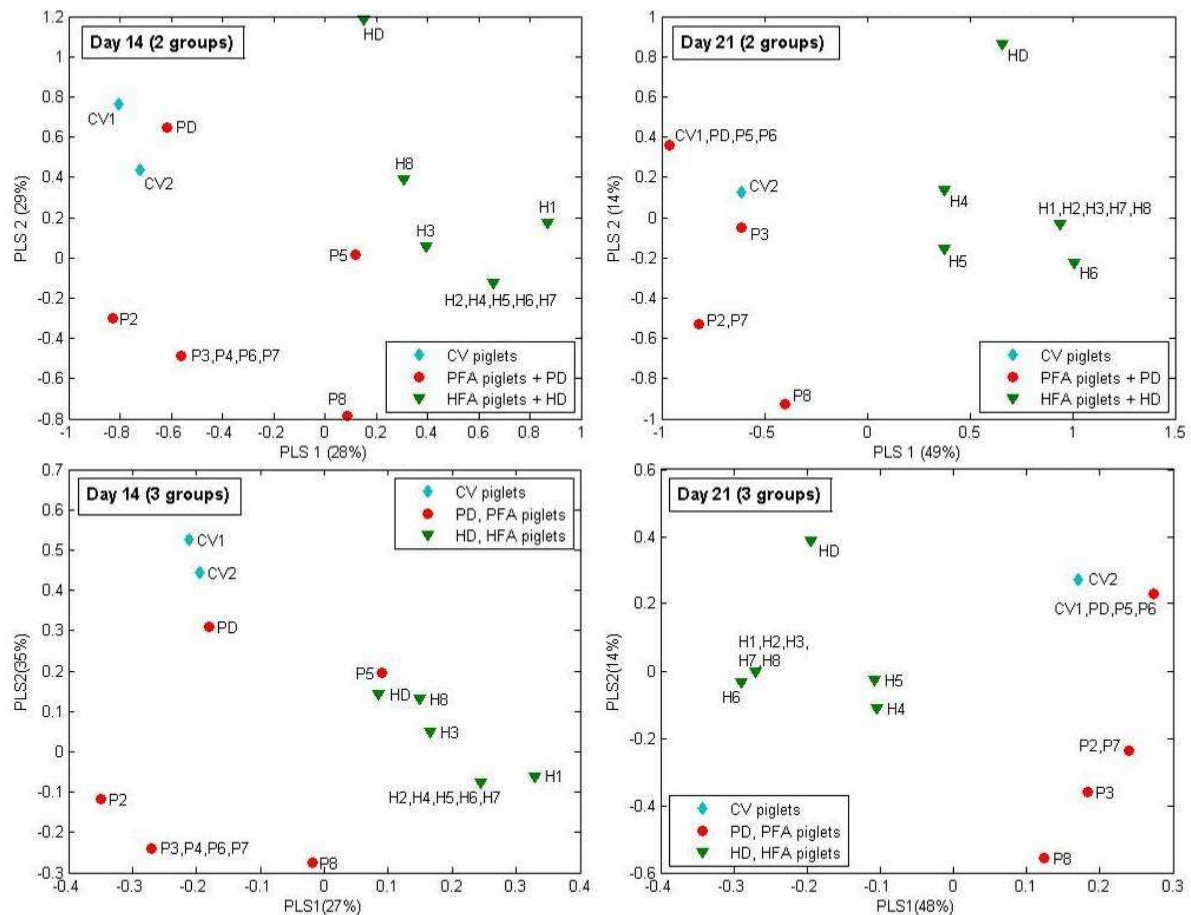 Day 14 (2 groups)
1.2
1
0.8
0.6
0.4
0.2
0
-0.2
-0.4
-0.6
-0.8
PLS 2 (29%)
HD
CV1
PD
CV2
H8
H1
H3
P5
H2,H4,H5,H6,H7
P2
P3,P4,P6,P7
P8
CV piglets
PFA piglets + PD
HFA piglets + HD
-1 -0.8 -0.6 -0.4 -0.2 0 0.2 0.4 0.6 0.8 1
PLS 1 (28%)
Day 21 (2 groups)
1
0.8
0.6
0.4
0.2
0
-0.2
-0.4
-0.6
-0.8
-1
PLS 2 (14%)
HD
CV1,PD,P5,P6
CV2
H4
H1,H2,H3,H7,H8
P3
H5
H6
P2,P7
P8
CV piglets
PFA piglets + PD
HFA piglets + HD
-1 -0.5 0 0.5 1 1.5
PLS 1 (49%)
Day 14 (3 groups)
0.7
0.6
0.5
0.4
0.3
0.2
0.1
0
-0.1
-0.2
-0.3
PLS2(35%)
CV piglets
PD, PFA piglets
HD, HFA piglets
CV1
CV2
PD
P5
HD
H8
H3
H1
H2,H4,H5,H6,H7
P2
P3,P4,P6,P7
P8
-0.4 -0.3 -0.2 -0.1 0 0.1 0.2 0.3 0.4
PLS1(27%)
Day 21 (3 groups)
0.6
0.4
0.2
0
-0.2
-0.4
-0.6
PLS2(14%)
HD
CV2
CV1,PD,P5,P6
H1,H2,H3,
H7,H8
H6
H5
H4
P2,P7
P3
P8
CV piglets
PD, PFA piglets
HD, HFA piglets
-0.4 -0.3 -0.2 -0.1 0 0.1 0.2 0.3
PLS1(48%)